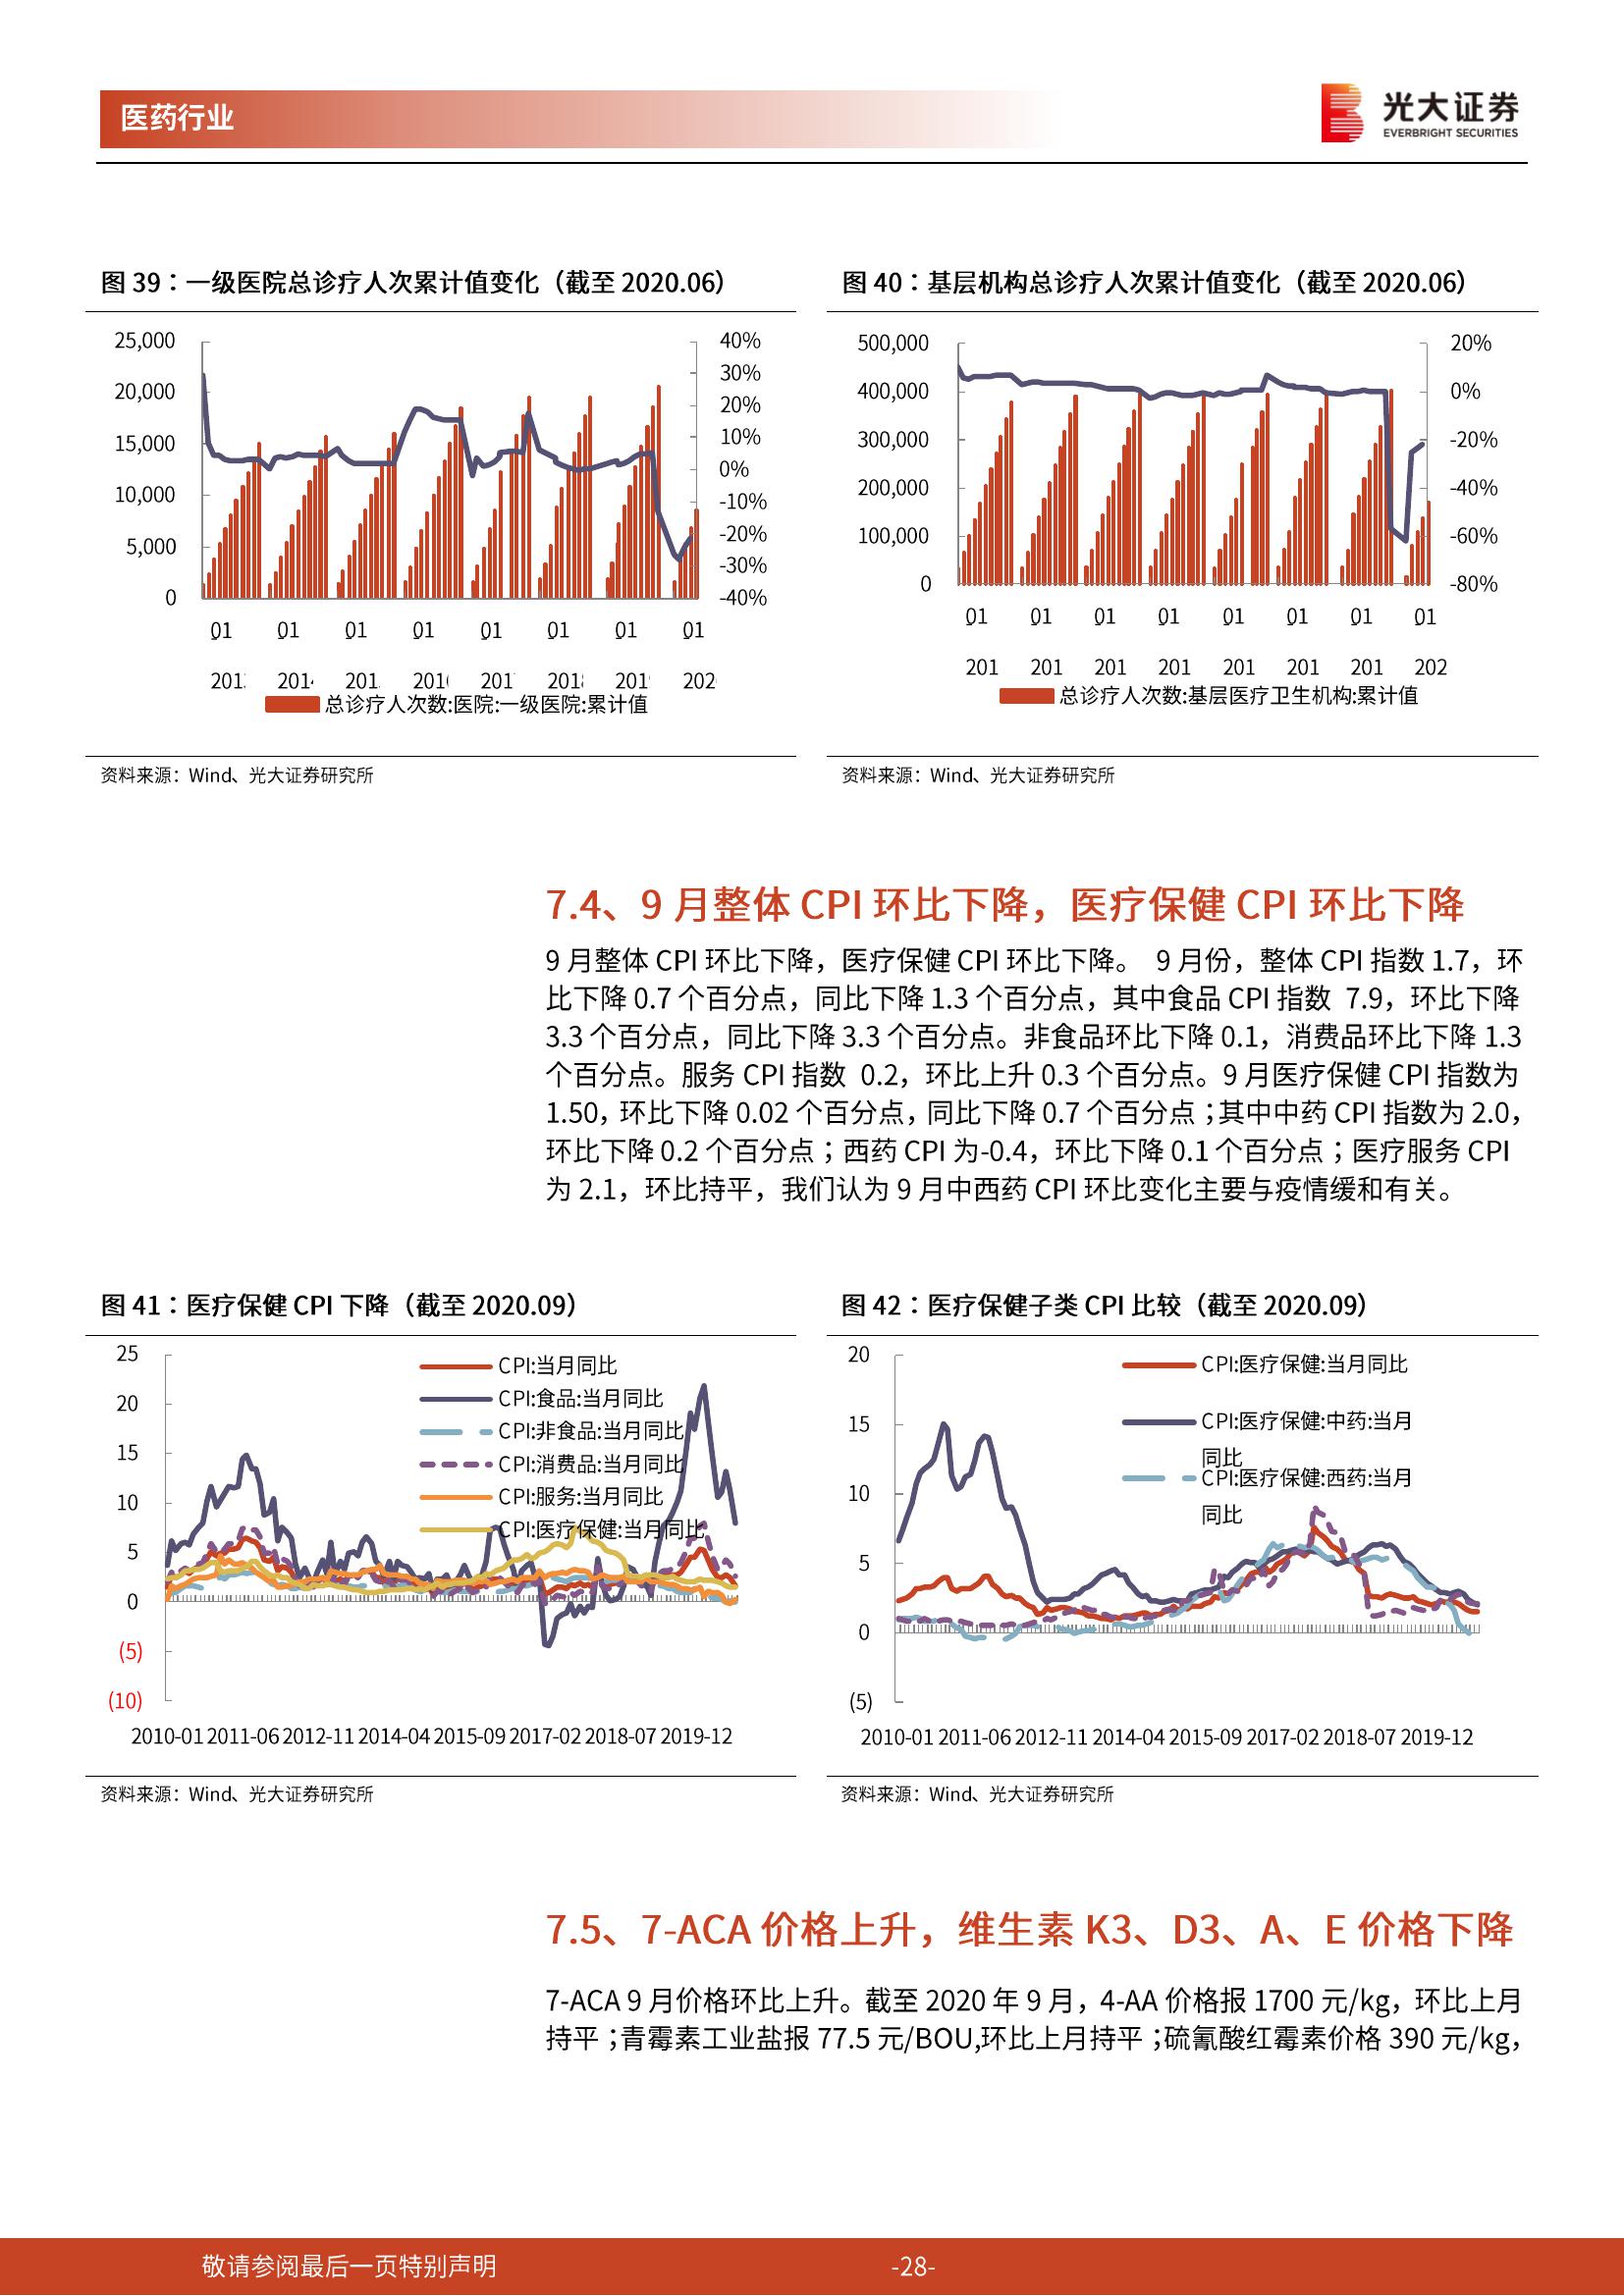 医药行业
光大证券
EVERBRIGHT SECURITIES
图 39：一级医院总诊疗人次累计值变化（截至 2020.06）
25,000
20,000
15,000
10,000
5,000
0
40%
30%
20%
10%
0%
-10%
-20%
-30%
-40%
01 01 01 01 01 01 01 01
201 201 201 201 201 201 201 202
总诊疗人次数:医院:一级医院:累计值
资料来源：Wind、光大证券研究所
图 40：基层机构总诊疗人次累计值变化（截至 2020.06）
500,000
400,000
300,000
200,000
100,000
0
20%
0%
-20%
-40%
-60%
-80%
01 01 01 01 01 01 01 01
201 201 201 201 201 201 201 202
总诊疗人次数:基层医疗卫生机构:累计值
资料来源：Wind、光大证券研究所
7.4、9 月整体 CPI 环比下降，医疗保健 CPI 环比下降
9 月整体 CPI 环比下降，医疗保健 CPI 环比下降。 9 月份，整体 CPI 指数 1.7，环
比下降 0.7 个百分点，同比下降 1.3 个百分点，其中食品 CPI 指数 7.9，环比下降
3.3 个百分点，同比下降 3.3 个百分点。非食品环比下降 0.1，消费品环比下降 1.3
个百分点。服务 CPI 指数 0.2，环比上升 0.3 个百分点。9 月医疗保健 CPI 指数为
1.50，环比下降 0.02 个百分点，同比下降 0.7 个百分点；其中中药 CPI 指数为 2.0，
环比下降 0.2 个百分点；西药 CPI 为-0.4，环比下降 0.1 个百分点；医疗服务 CPI
为 2.1，环比持平，我们认为 9 月中西药 CPI 环比变化主要与疫情缓和有关。
图 41：医疗保健 CPI 下降（截至 2020.09）
25
20
15
10
5
0
(5)
(10)
CPI:当月同比
CPI:食品:当月同比
CPI:非食品:当月同比
CPI:消费品:当月同比
CPI:服务:当月同比
CPI:医疗保健:当月同比
2010-01 2011-06 2012-11 2014-04 2015-09 2017-02 2018-07 2019-12
资料来源：Wind、光大证券研究所
图 42：医疗保健子类 CPI 比较（截至 2020.09）
20
15
10
5
0
(5)
CPI:医疗保健:当月同比
CPI:医疗保健:中药:当月
同比
CPI:医疗保健:西药:当月
同比
2010-01 2011-06 2012-11 2014-04 2015-09 2017-02 2018-07 2019-12
资料来源：Wind、光大证券研究所
7.5、7-ACA 价格上升，维生素 K3、D3、A、E 价格下降
7-ACA 9 月价格环比上升。截至 2020 年 9 月，4-AA 价格报 1700 元/kg，环比上月
持平；青霉素工业盐报 77.5 元/BOU,环比上月持平；硫氰酸红霉素价格 390 元/kg，
敬请参阅最后一页特别声明
-28-